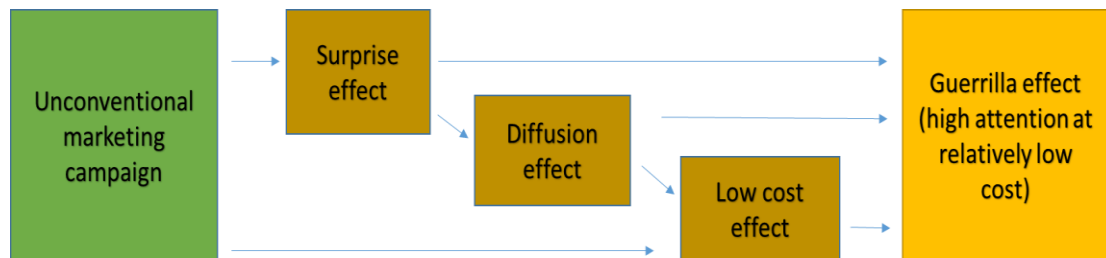 Unconventional
marketing
campaign
Surprise
effect
Diffusion
effect
Low cost
effect
Guerrilla effect
(high attention at
relatively low
cost)